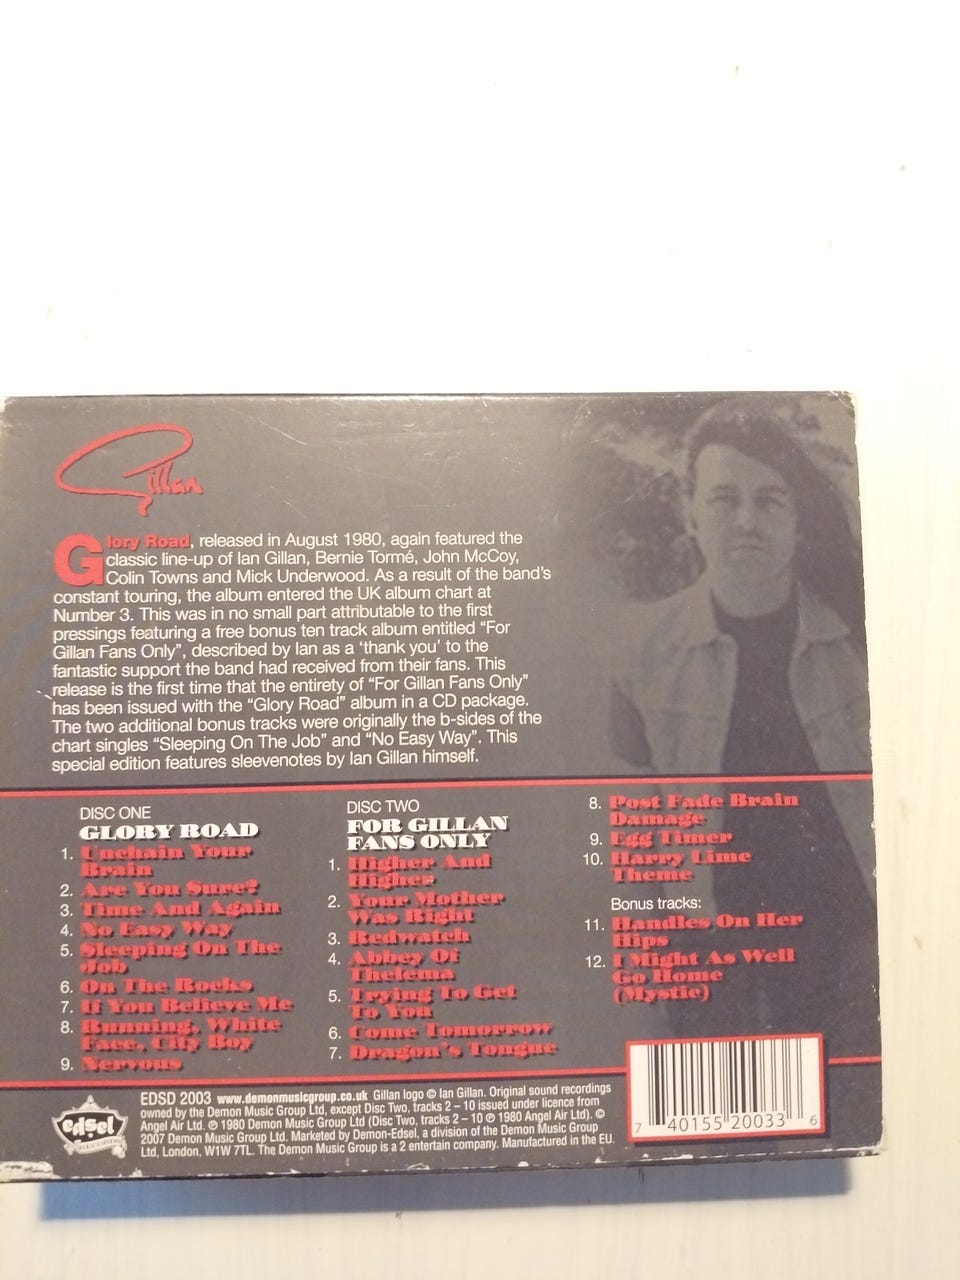 Gillan
Glory Road, released in August 1980, again featured the
classic line-up of Ian Gillan, Bernie Tormé, John McCoy,
Colin Towns and Mick Underwood. As a result of the band's
constant touring, the album entered the UK album chart at
Number 3. This was in no small part attributable to the first
pressings featuring a free bonus ten track album entitled “For
Gillan Fans Only”, described by Ian as a ‘thank you’ to the
fantastic support the band had received from their fans. This
release is the first time that the entirety of “For Gillan Fans Only”
has been issued with the “Glory Road” album in a CD package.
The two additional bonus tracks were originally the b-sides of the
chart singles “Sleeping On The Job” and “No Easy Way”. This
special edition features sleevenotes by Ian Gillan himself.
DISC ONE
GLORY ROAD
1. Unchain Your
Brain
2. Are You Sure?
3. Time And Again
4. No Easy Way
5. Sleeping On The
Job
6. On The Rocks
7. If You Believe Me
8. Running, White
Face, City Boy
9. Nervous
DISC TWO
FOR GILLAN
FANS ONLY
1. Higher And
Higher
2. Your Mother
Was Right
3. Redwatch
4. Abbey Of
Thelema
5. Trying To Get
To You
6. Come Tomorrow
7. Dragon's Tongue
8. Post Fade Brain
Damage
9. Egg Timer
10. Harry Lime
Theme
Bonus tracks:
11. Handles On Her
Hips
12. I Might As Well
Go Home
(Mystic)
edsel
RECORDS
EDSD 2003 www.demonmusicgroup.co.uk Gillan logo © Ian Gillan. Original sound recordings
owned by the Demon Music Group Ltd, except Disc Two, tracks 2 – 10 issued under licence from
Angel Air Ltd. ℗ 1980 Demon Music Group Ltd (Disc Two, tracks 2 – 10 ℗ 1980 Angel Air Ltd). ©
2007 Demon Music Group Ltd. Marketed by Demon-Edsel, a division of the Demon Music Group
Ltd, London, W1W 7TL. The Demon Music Group is a 2 entertain company. Manufactured in the EU.
7 40155 20033 6